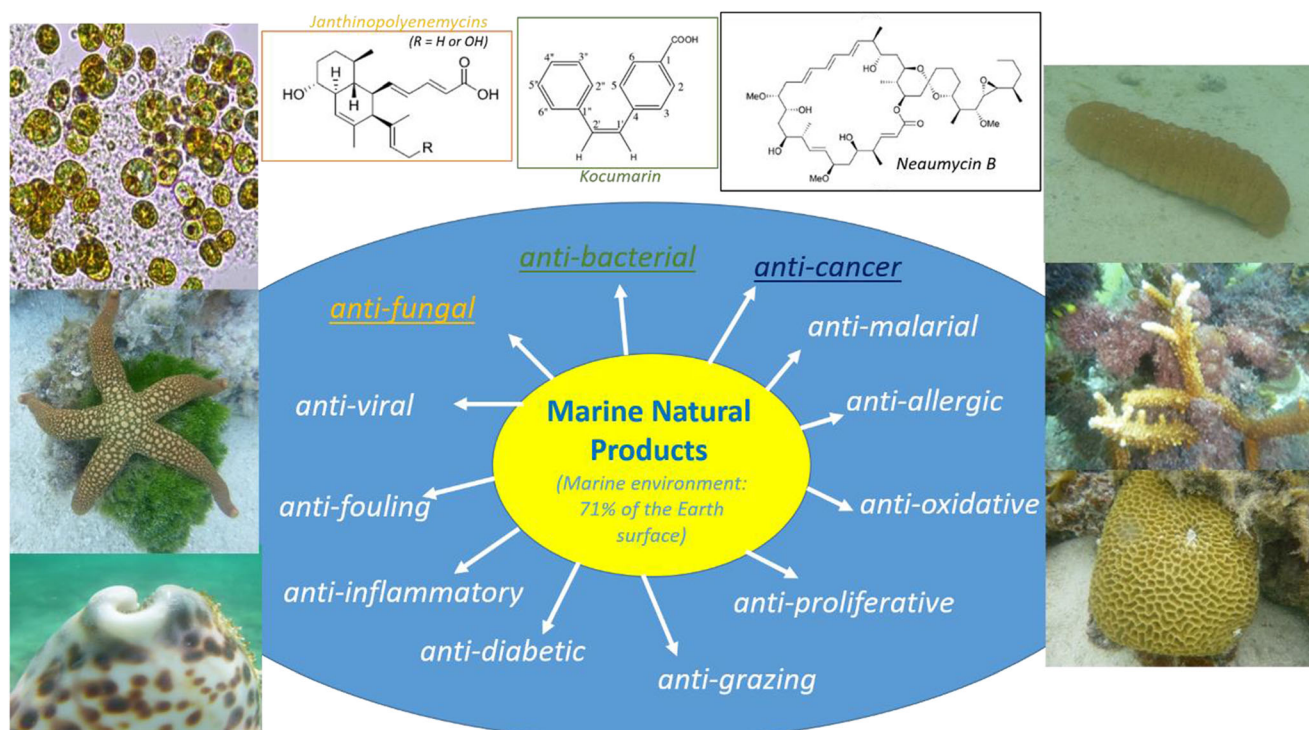 Janthinopolyenemycins
(R = H or OH)
HO
H
H
H
O
OH
R
COOH
4"
3"
5"
2"
6"
1"
6
1
5
2
4
3
2'
1'
H
H
Kocumarin
HO
O
O
O
MeO
OH
HO
OH
MeO
O
O
OMe
Neaumycin B
anti-bacterial
anti-cancer
anti-fungal
anti-malarial
anti-viral
anti-allergic
Marine Natural
Products
(Marine environment:
71% of the Earth
surface)
anti-fouling
anti-oxidative
anti-inflammatory
anti-proliferative
anti-diabetic
anti-grazing